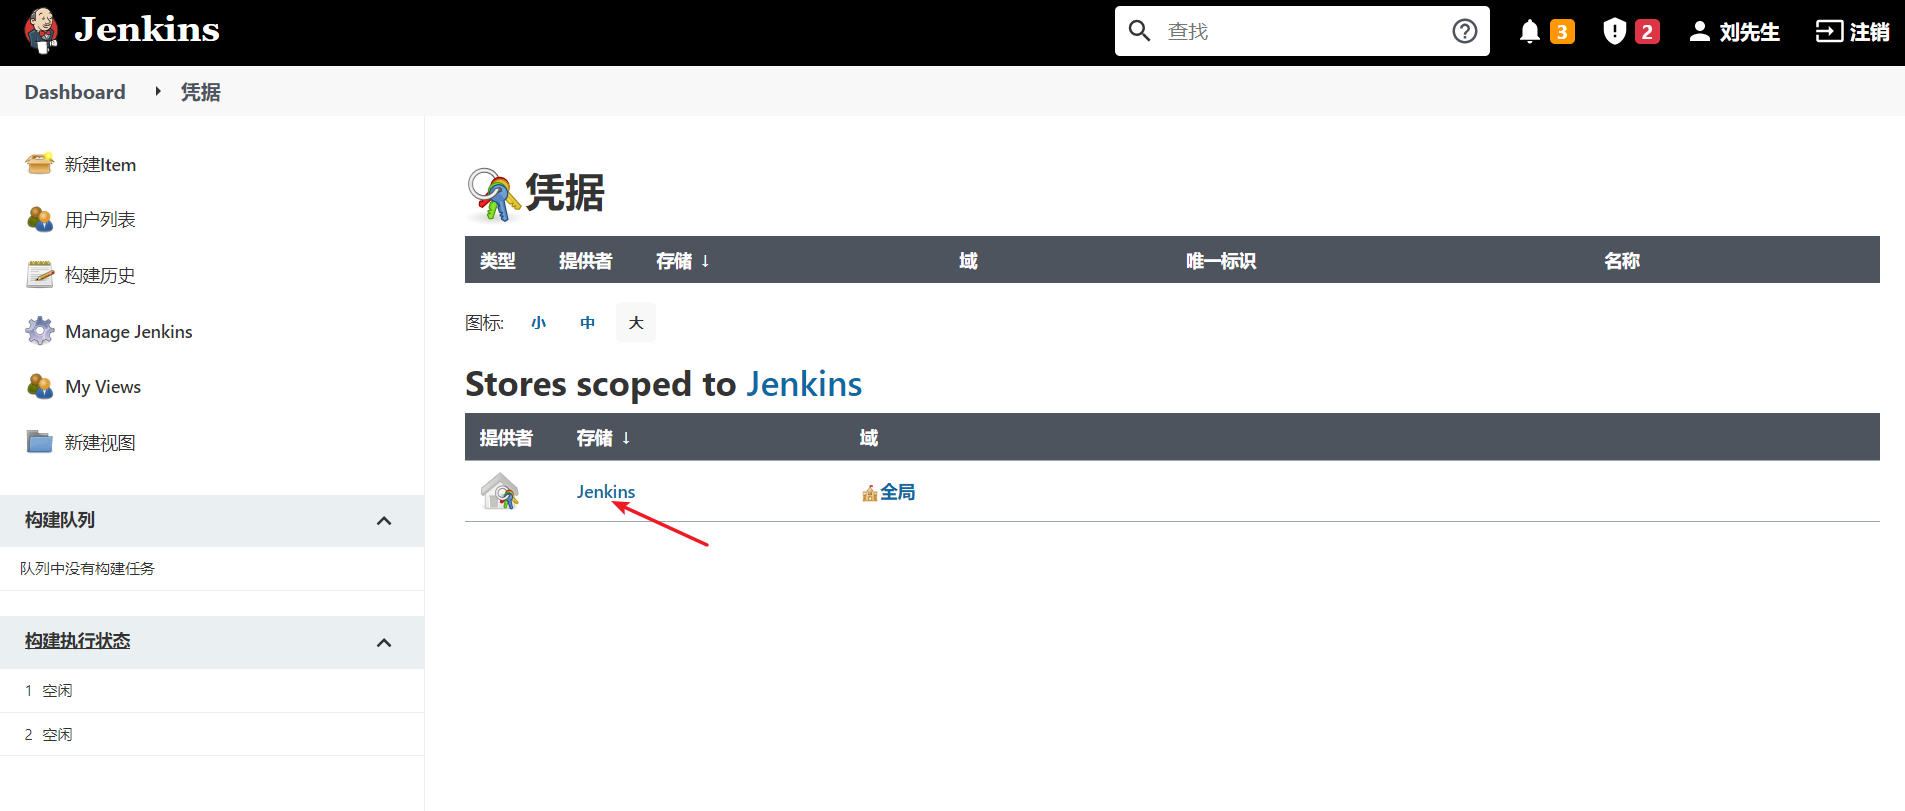 Jenkins
查找
3
2
刘先生
注销
Dashboard
凭据
新建Item
用户列表
构建历史
Manage Jenkins
My Views
新建视图
构建队列
队列中没有构建任务
构建执行状态
1 空闲
2 空闲
凭据
类型 提供者 存储 ↓ 域 唯一标识 名称
图标: 小 中 大
Stores scoped to Jenkins
提供者 存储 ↓ 域
Jenkins 全局